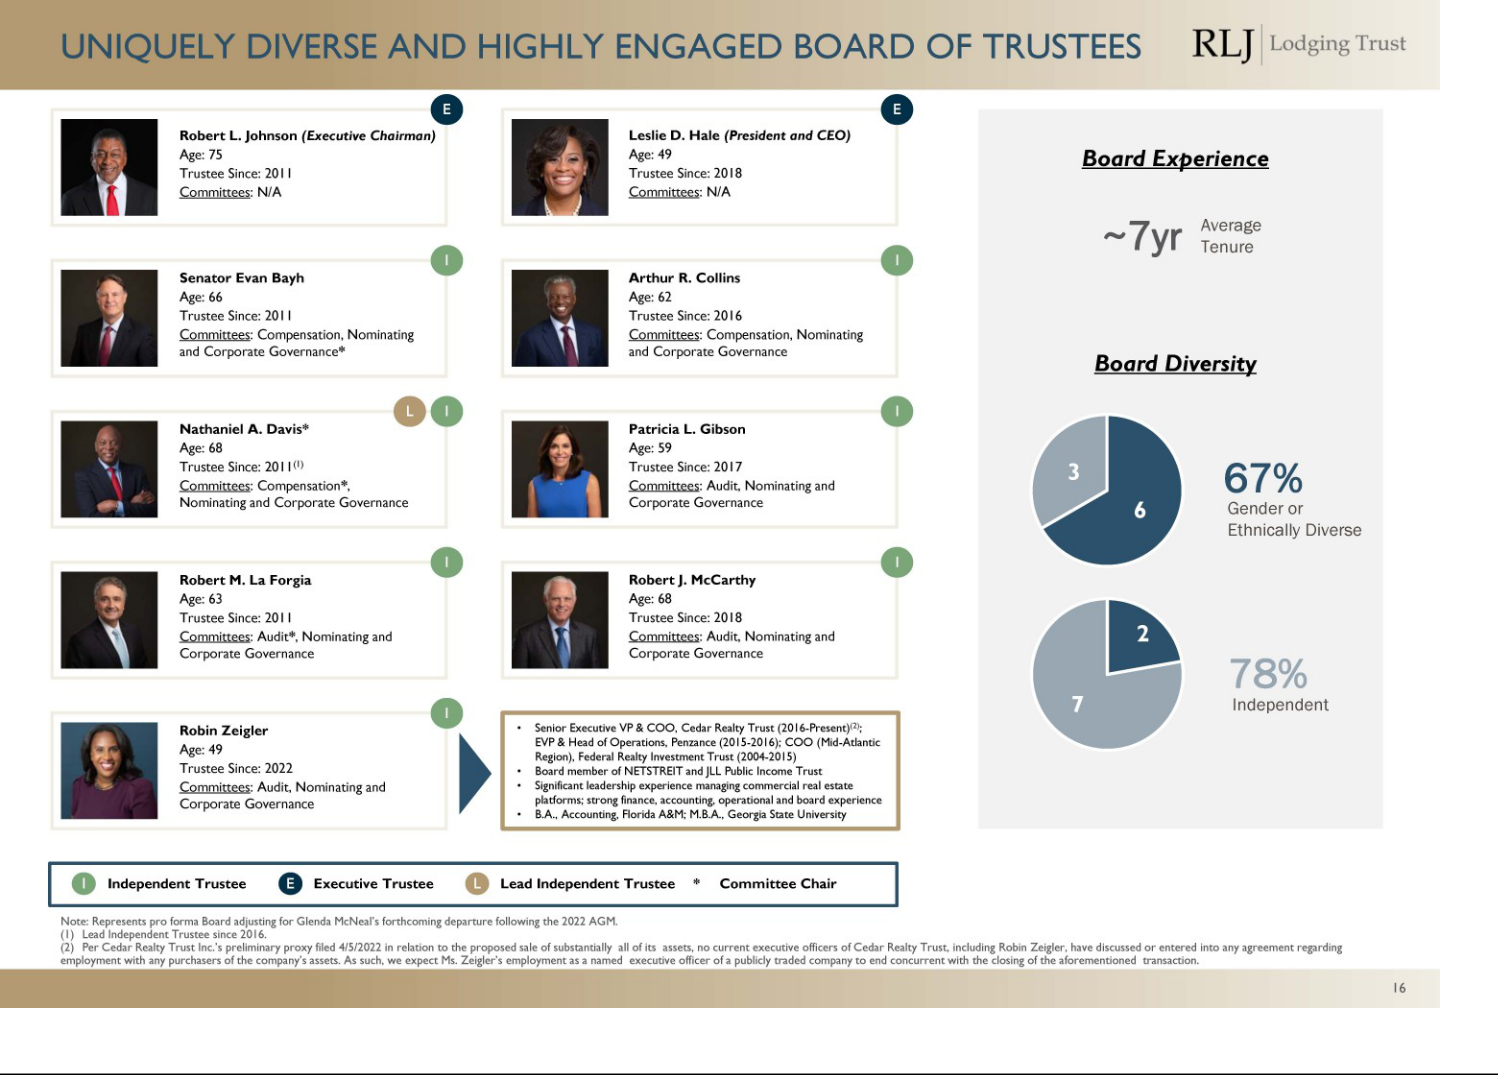 UNIQUELY DIVERSE AND HIGHLY ENGAGED BOARD OF TRUSTEES
RLJ Lodging Trust
E
Robert L. Johnson (Executive Chairman)
Age: 75
Trustee Since: 2011
Committees: N/A
E
Leslie D. Hale (President and CEO)
Age: 49
Trustee Since: 2018
Committees: N/A
I
Senator Evan Bayh
Age: 66
Trustee Since: 2011
Committees: Compensation, Nominating
and Corporate Governance*
I
Arthur R. Collins
Age: 62
Trustee Since: 2016
Committees: Compensation, Nominating
and Corporate Governance
L I
Nathaniel A. Davis*
Age: 68
Trustee Since: 2011(1)
Committees: Compensation*,
Nominating and Corporate Governance
I
Patricia L. Gibson
Age: 59
Trustee Since: 2017
Committees: Audit, Nominating and
Corporate Governance
I
Robert M. La Forgia
Age: 63
Trustee Since: 2011
Committees: Audit*, Nominating and
Corporate Governance
I
Robert J. McCarthy
Age: 68
Trustee Since: 2018
Committees: Audit, Nominating and
Corporate Governance
I
Robin Zeigler
Age: 49
Trustee Since: 2022
Committees: Audit, Nominating and
Corporate Governance
• Senior Executive VP & COO, Cedar Realty Trust (2016-Present)(2);
EVP & Head of Operations, Penzance (2015-2016); COO (Mid-Atlantic
Region), Federal Realty Investment Trust (2004-2015)
• Board member of NETSTREIT and JLL Public Income Trust
• Significant leadership experience managing commercial real estate
platforms; strong finance, accounting, operational and board experience
• B.A., Accounting, Florida A&M; M.B.A., Georgia State University
Board Experience
~7yr Average
Tenure
Board Diversity
3
6
67%
Gender or
Ethnically Diverse
2
7
78%
Independent
I Independent Trustee E Executive Trustee L Lead Independent Trustee * Committee Chair
Note: Represents pro forma Board adjusting for Glenda McNeal's forthcoming departure following the 2022 AGM.
(1) Lead Independent Trustee since 2016.
(2) Per Cedar Realty Trust Inc.'s preliminary proxy filed 4/5/2022 in relation to the proposed sale of substantially all of its assets, no current executive officers of Cedar Realty Trust, including Robin Zeigler, have discussed or entered into any agreement regarding
employment with any purchasers of the company's assets. As such, we expect Ms. Zeigler's employment as a named executive officer of a publicly traded company to end concurrent with the closing of the aforementioned transaction.
16